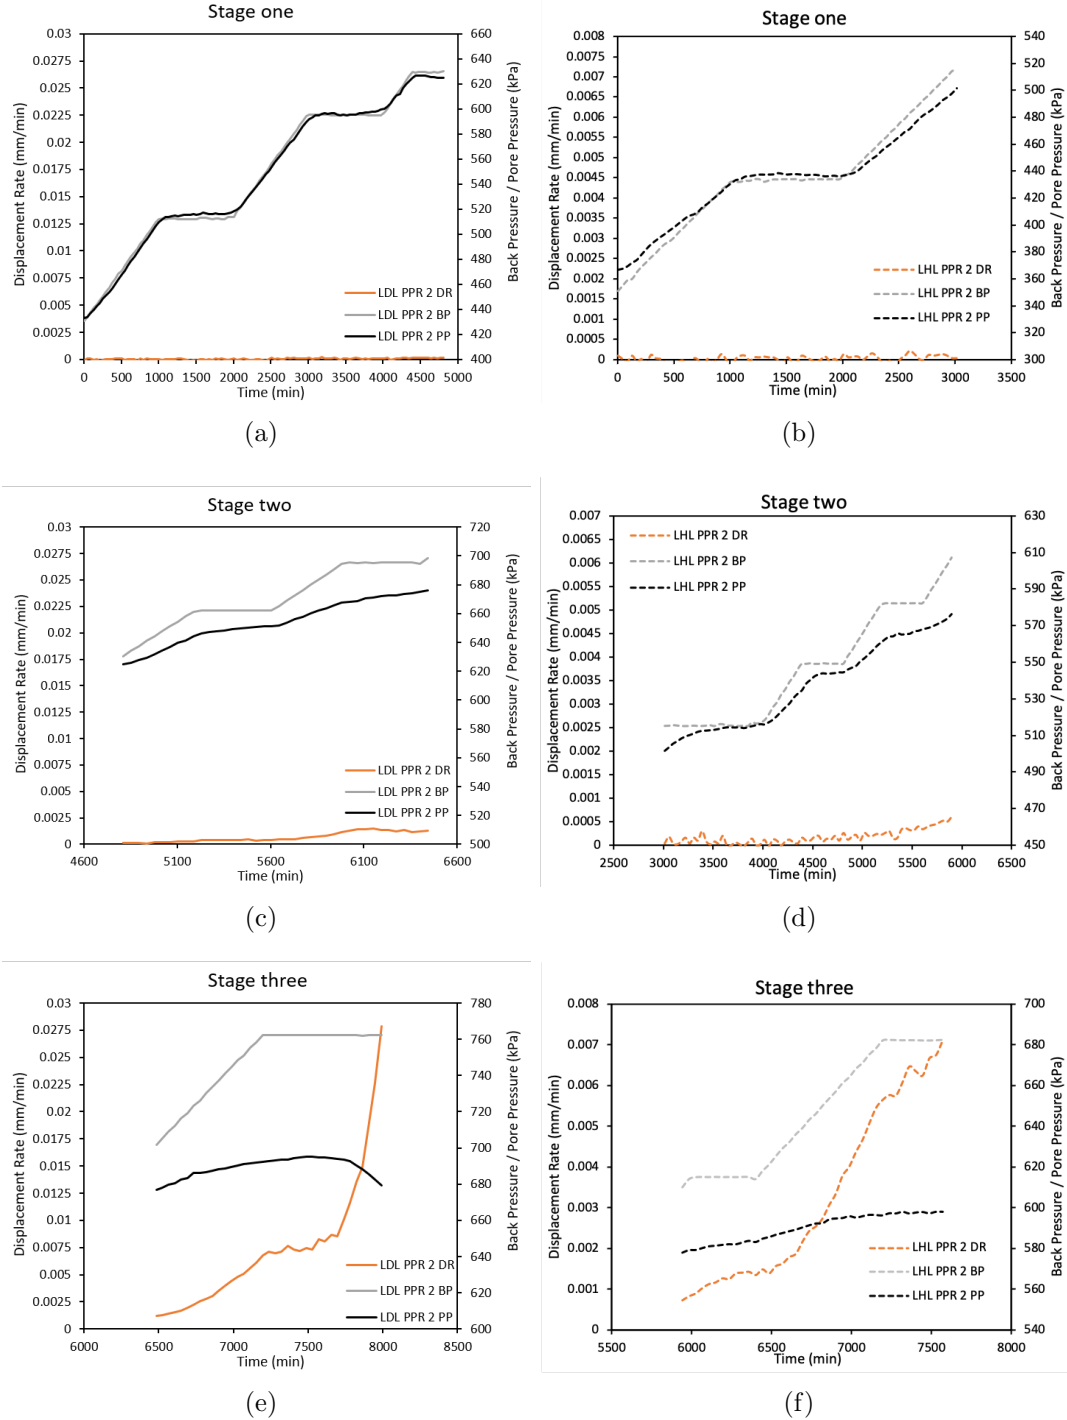 Stage one
0.03
0.0275
0.025
0.0225
0.02
0.0175
0.015
0.0125
0.01
0.0075
0.005
0.0025
0
Displacement Rate (mm/min)
660
640
620
600
580
560
540
520
500
480
460
440
420
400
Back Pressure / Pore Pressure (kPa)
LDL PPR 2 DR
LDL PPR 2 BP
LDL PPR 2 PP
0 500 1000 1500 2000 2500 3000 3500 4000 4500 5000
Time (min)
(a)
Stage one
0.008
0.0075
0.007
0.0065
0.006
0.0055
0.005
0.0045
0.004
0.0035
0.003
0.0025
0.002
0.0015
0.001
0.0005
0
Displacement Rate (mm/min)
540
520
500
480
460
440
420
400
380
360
340
320
300
Back Pressure / Pore Pressure (kPa)
LHL PPR 2 DR
LHL PPR 2 BP
LHL PPR 2 PP
0 500 1000 1500 2000 2500 3000 3500
Time (min)
(b)
Stage two
0.03
0.0275
0.025
0.0225
0.02
0.0175
0.015
0.0125
0.01
0.0075
0.005
0.0025
0
Displacement Rate (mm/min)
720
700
680
660
640
620
600
580
560
540
520
500
Back Pressure / Pore Pressure (kPa)
LDL PPR 2 DR
LDL PPR 2 BP
LDL PPR 2 PP
4600 5100 5600 6100 6600
Time (min)
(c)
Stage two
0.007
0.0065
0.006
0.0055
0.005
0.0045
0.004
0.0035
0.003
0.0025
0.002
0.0015
0.001
0.0005
0
Displacement Rate (mm/min)
630
610
590
570
550
530
510
490
470
450
Back Pressure / Pore Pressure (kPa)
LHL PPR 2 DR
LHL PPR 2 BP
LHL PPR 2 PP
2500 3000 3500 4000 4500 5000 5500 6000 6500
Time (min)
(d)
Stage three
0.03
0.0275
0.025
0.0225
0.02
0.0175
0.015
0.0125
0.01
0.0075
0.005
0.0025
0
Displacement Rate (mm/min)
780
760
740
720
700
680
660
640
620
600
Back Pressure / Pore Pressure (kPa)
LDL PPR 2 DR
LDL PPR 2 BP
LDL PPR 2 PP
6000 6500 7000 7500 8000 8500
Time (min)
(e)
Stage three
0.008
0.007
0.006
0.005
0.004
0.003
0.002
0.001
0
Displacement Rate (mm/min)
700
680
660
640
620
600
580
560
540
Back Pressure / Pore Pressure (kPa)
LHL PPR 2 DR
LHL PPR 2 BP
LHL PPR 2 PP
5500 6000 6500 7000 7500 8000
Time (min)
(f)